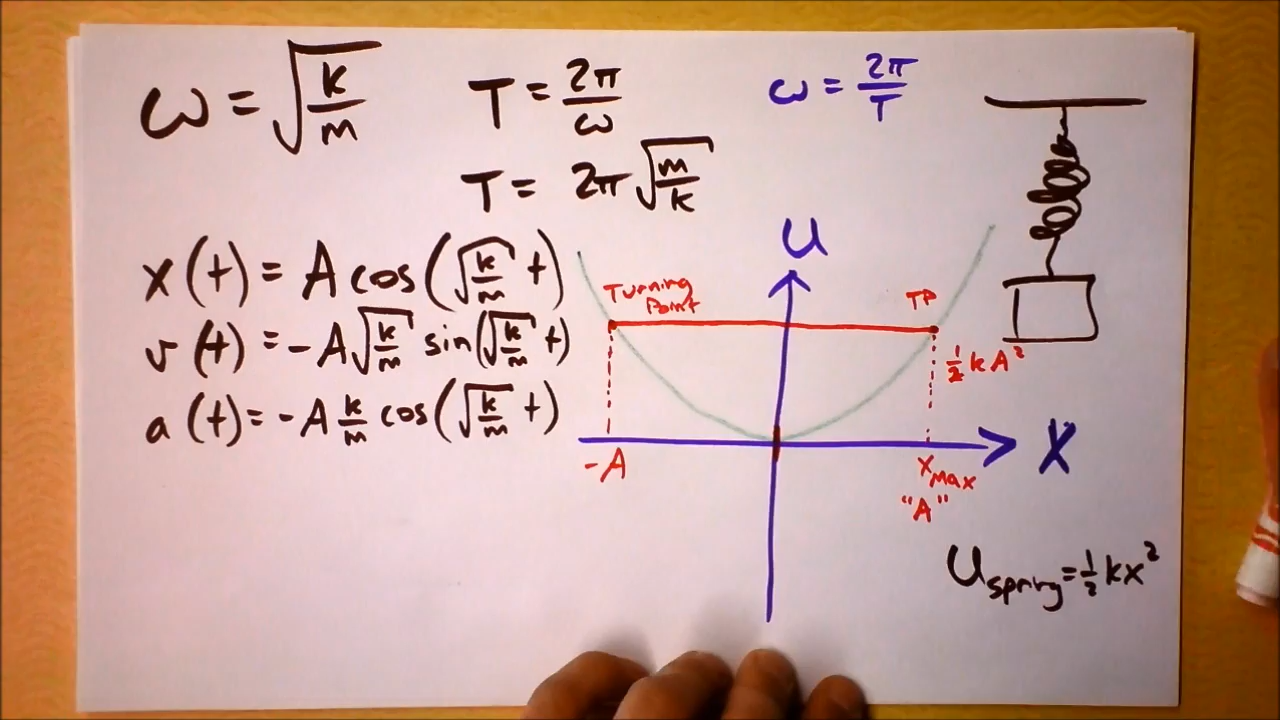 ω = √(k/m)
T = 2π/ω
ω = 2π/T
T = 2π√(m/k)
x(t) = A cos(√(k/m) t)
v(t) = -A√(k/m) sin(√(k/m) t)
a(t) = -A k/m cos(√(k/m) t)
U
Turning
Point
TP
½kA²
-A
x_max
"A"
X
U_spring = ½kx²